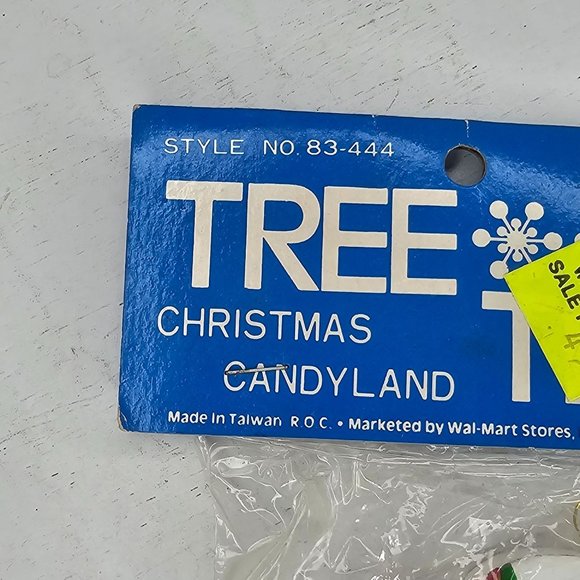 STYLE NO. 83-444
TREE
T
CHRISTMAS
CANDYLAND
SALE
Made in Taiwan R.O.C. • Marketed by Wal-Mart Stores,